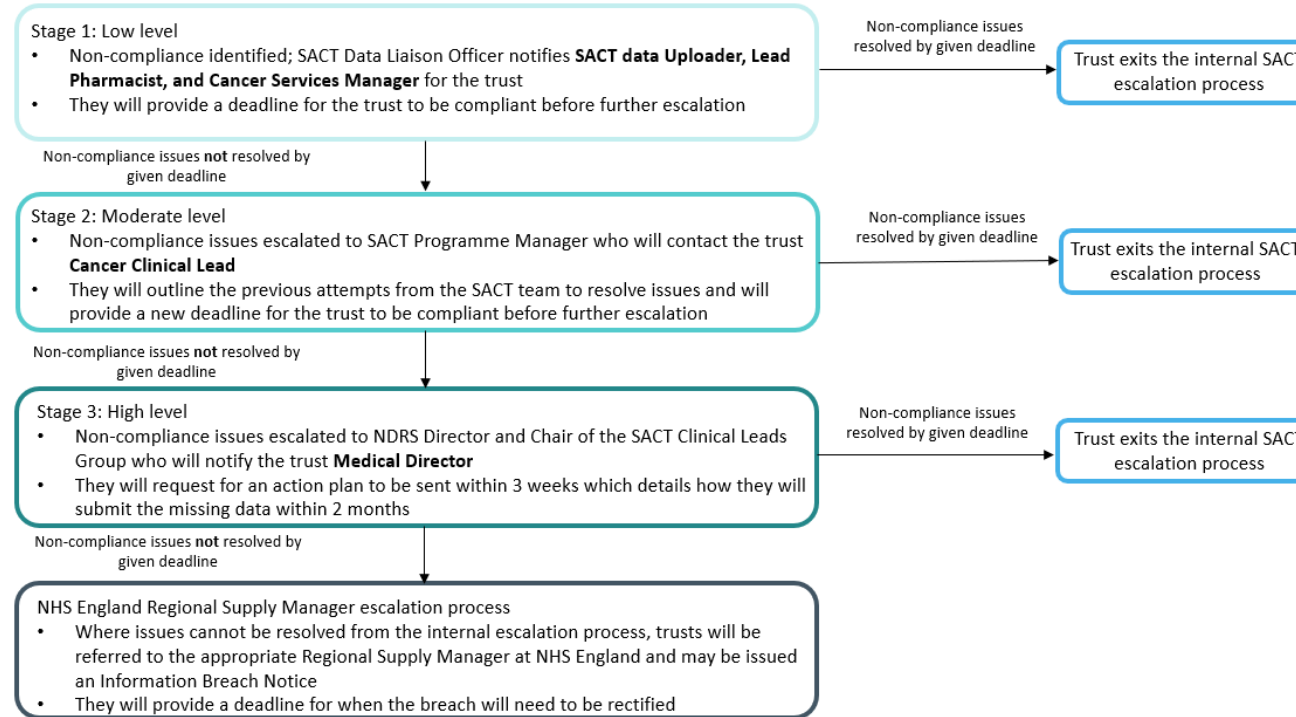 Stage 1: Low level
• Non-compliance identified; SACT Data Liaison Officer notifies SACT data Uploader, Lead
Pharmacist, and Cancer Services Manager for the trust
• They will provide a deadline for the trust to be compliant before further escalation
Non-compliance issues
resolved by given deadline
Trust exits the internal SACT
escalation process
Non-compliance issues not resolved by
given deadline
Stage 2: Moderate level
• Non-compliance issues escalated to SACT Programme Manager who will contact the trust
Cancer Clinical Lead
• They will outline the previous attempts from the SACT team to resolve issues and will
provide a new deadline for the trust to be compliant before further escalation
Non-compliance issues
resolved by given deadline
Trust exits the internal SACT
escalation process
Non-compliance issues not resolved by
given deadline
Stage 3: High level
• Non-compliance issues escalated to NDRS Director and Chair of the SACT Clinical Leads
Group who will notify the trust Medical Director
• They will request for an action plan to be sent within 3 weeks which details how they will
submit the missing data within 2 months
Non-compliance issues
resolved by given deadline
Trust exits the internal SACT
escalation process
Non-compliance issues not resolved by
given deadline
NHS England Regional Supply Manager escalation process
• Where issues cannot be resolved from the internal escalation process, trusts will be
referred to the appropriate Regional Supply Manager at NHS England and may be issued
an Information Breach Notice
• They will provide a deadline for when the breach will need to be rectified